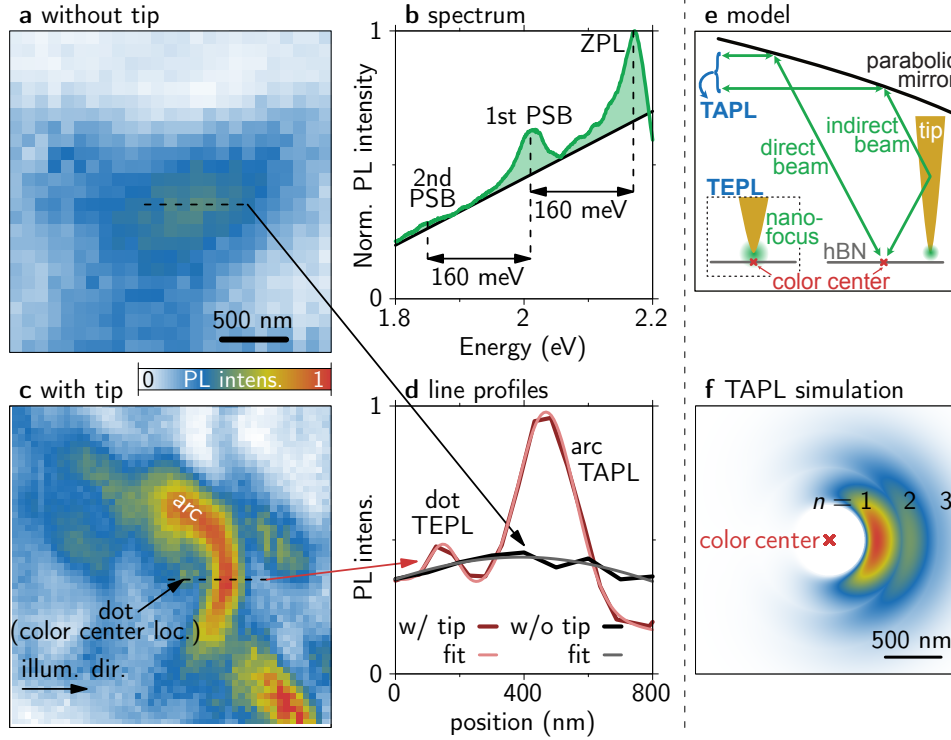 a without tip
500 nm
b spectrum
Norm. PL intensity
1
0
ZPL
1st PSB
2nd
PSB
160 meV
160 meV
1.8
2
2.2
Energy (eV)
e model
parabolic
mirror
TAPL
tip
indirect
beam
direct
beam
TEPL
nano-
focus
hBN
color center
c with tip
0 PL intens. 1
arc
dot
(color center loc.)
illum. dir.
d line profiles
PL intens.
1
0
arc
TAPL
dot
TEPL
w/ tip w/o tip
fit fit
0
400
800
position (nm)
f TAPL simulation
n = 1 2 3
color center
500 nm